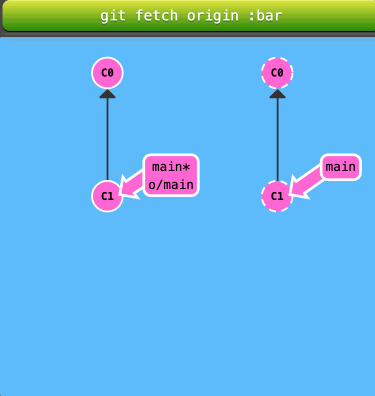 git fetch origin :bar
C0
C0
main*
o/main
main
C1
C1